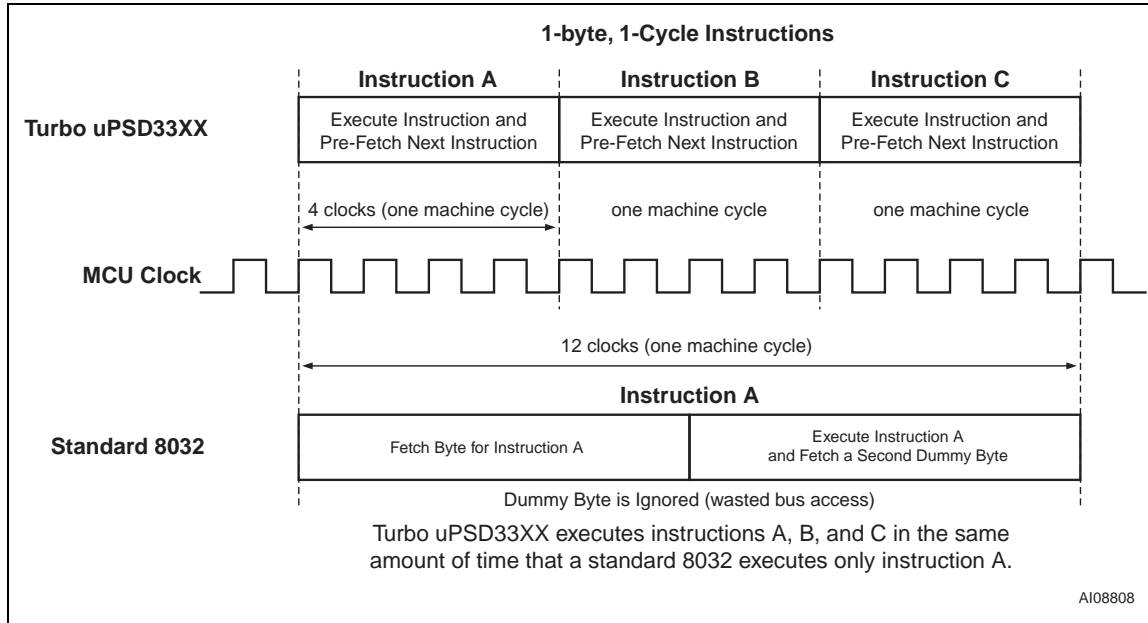 1-byte, 1-Cycle Instructions
Instruction A
Instruction B
Instruction C
Turbo uPSD33XX
Execute Instruction and
Pre-Fetch Next Instruction
Execute Instruction and
Pre-Fetch Next Instruction
Execute Instruction and
Pre-Fetch Next Instruction
4 clocks (one machine cycle)
one machine cycle
one machine cycle
MCU Clock
12 clocks (one machine cycle)
Instruction A
Standard 8032
Fetch Byte for Instruction A
Execute Instruction A
and Fetch a Second Dummy Byte
Dummy Byte is Ignored (wasted bus access)
Turbo uPSD33XX executes instructions A, B, and C in the same
amount of time that a standard 8032 executes only instruction A.
AI08808